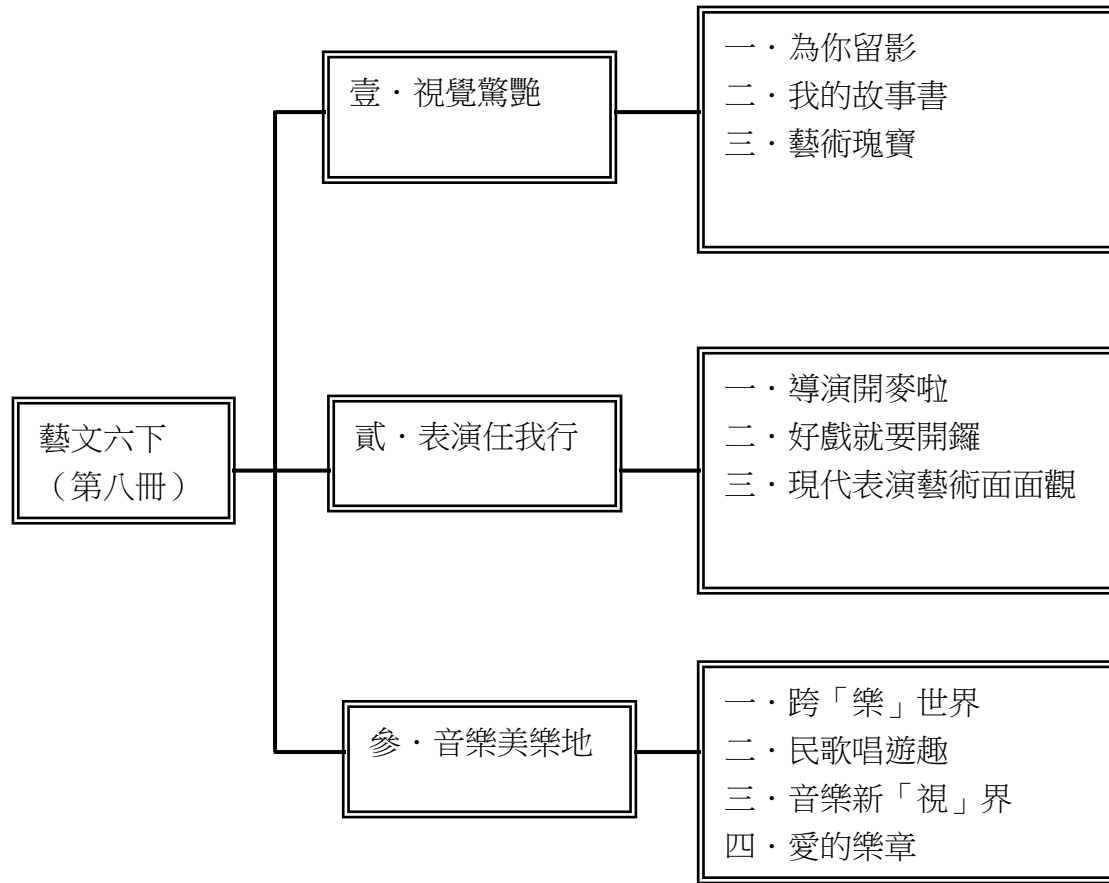 藝文六下
（第八冊）
壹．視覺驚艷
一．為你留影
二．我的故事書
三．藝術瑰寶
貳．表演任我行
一．導演開麥啦
二．好戲就要開鑼
三．現代表演藝術面面觀
參．音樂美樂地
一．跨「樂」世界
二．民歌唱遊趣
三．音樂新「視」界
四．愛的樂章